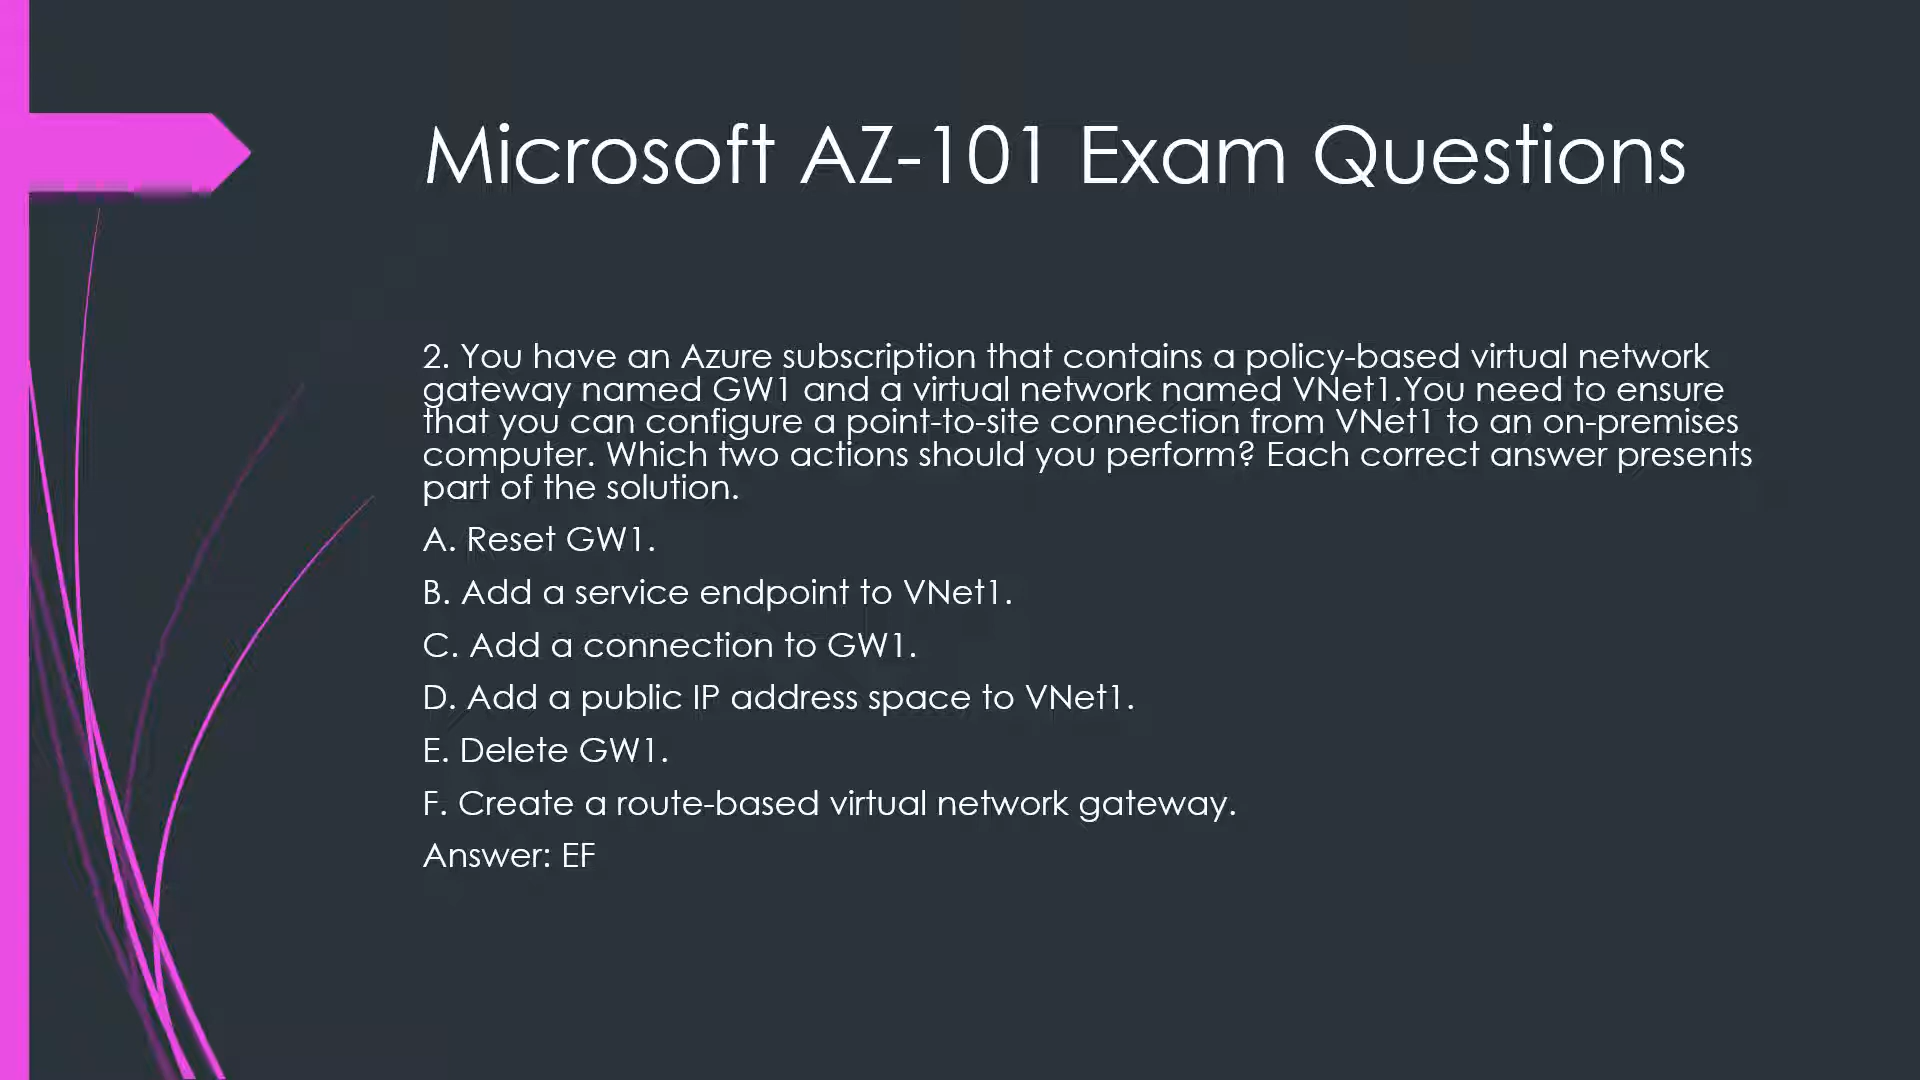 Microsoft AZ-101 Exam Questions
2. You have an Azure subscription that contains a policy-based virtual network
gateway named GW1 and a virtual network named VNet1.You need to ensure
that you can configure a point-to-site connection from VNet1 to an on-premises
computer. Which two actions should you perform? Each correct answer presents
part of the solution.
A. Reset GW1.
B. Add a service endpoint to VNet1.
C. Add a connection to GW1.
D. Add a public IP address space to VNet1.
E. Delete GW1.
F. Create a route-based virtual network gateway.
Answer: EF